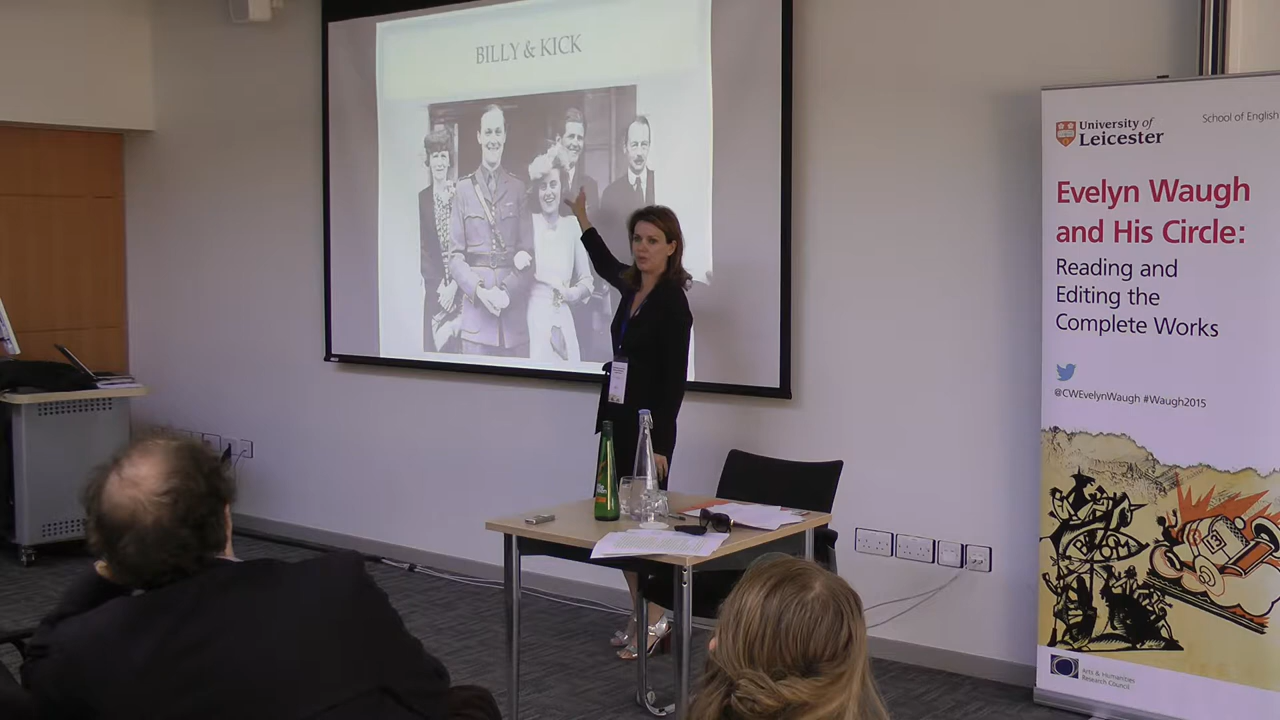 BILLY & KICK
University of
Leicester
School of English
Evelyn Waugh
and His Circle:
Reading and
Editing the
Complete Works
@CWEvelynWaugh #Waugh2015
Arts & Humanities
Research Council